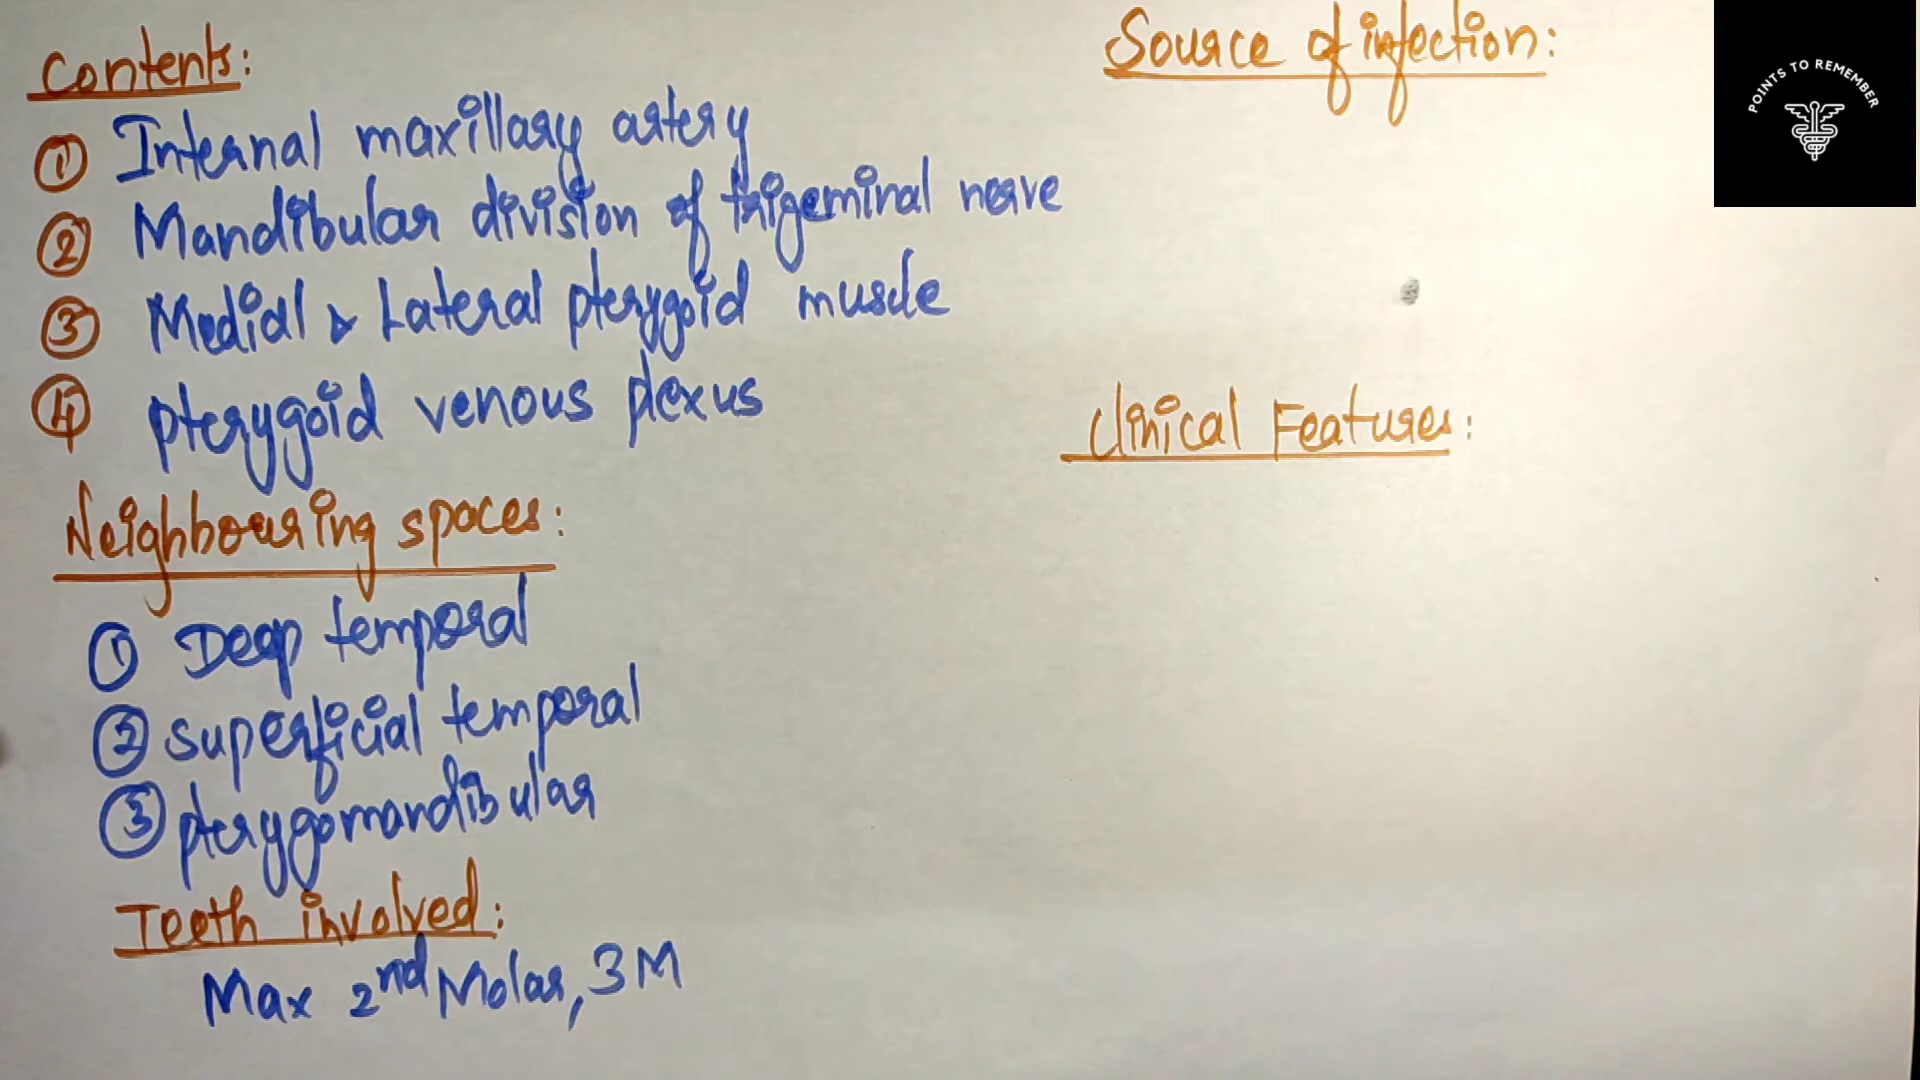 Contents:
① Internal maxillary artery
② Mandibular division of trigeminal nerve
③ Medial & Lateral pterygoid muscle
④ pterygoid venous plexus
Neighbouring spaces:
① Deep temporal
② superficial temporal
③ pterygomandibular
Teeth involved:
Max 2nd Molar, 3M
Source of infection:
Clinical Features:
POINTS TO REMEMBER